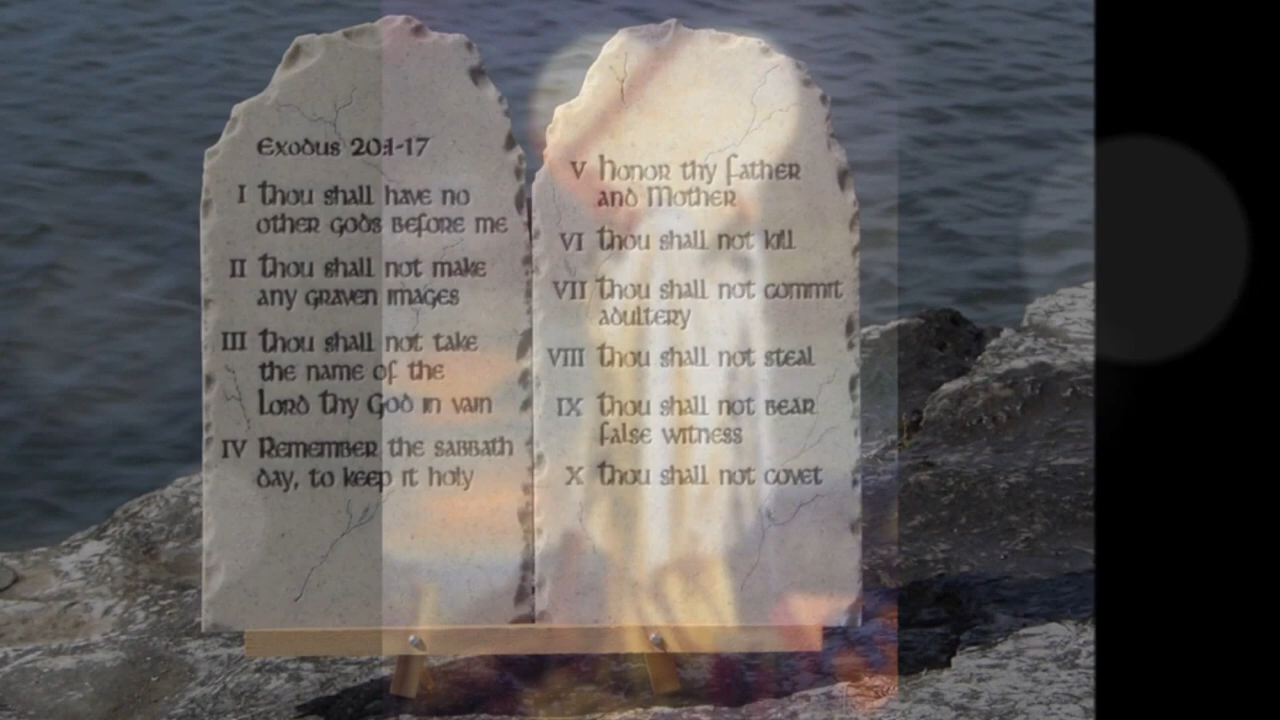 Exodus 20:1-17
I Thou shall have no
other gods before me
II Thou shall not make
any graven images
III Thou shall not take
the name of the
Lord thy God in vain
IV Remember the sabbath
day, to keep it holy
V Honor thy father
and Mother
VI Thou shall not kill
VII Thou shall not commit
adultery
VIII Thou shall not steal
IX Thou shall not bear
false witness
X Thou shall not covet